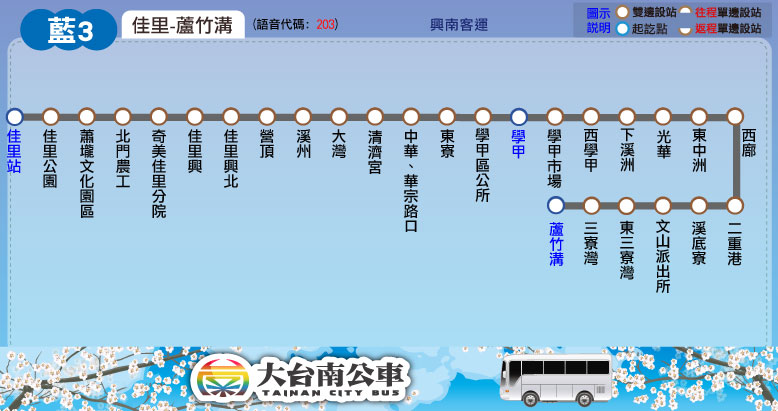 藍3
佳里-蘆竹溝
(語音代碼：203)
興南客運
圖示說明
雙邊設站
往程單邊設站
起訖點
返程單邊設站
佳里站
佳里公園
蕭壠文化園區
北門農工
奇美佳里分院
佳里興
佳里興北
營頂
溪州
大灣
清濟宮
中華、華宗路口
東寮
學甲區公所
學甲
學甲市場
西學甲
下溪洲
光華
東中洲
西廍
二重港
溪底寮
文山派出所
東三寮灣
三寮灣
蘆竹溝
大台南公車
TAINAN CITY BUS